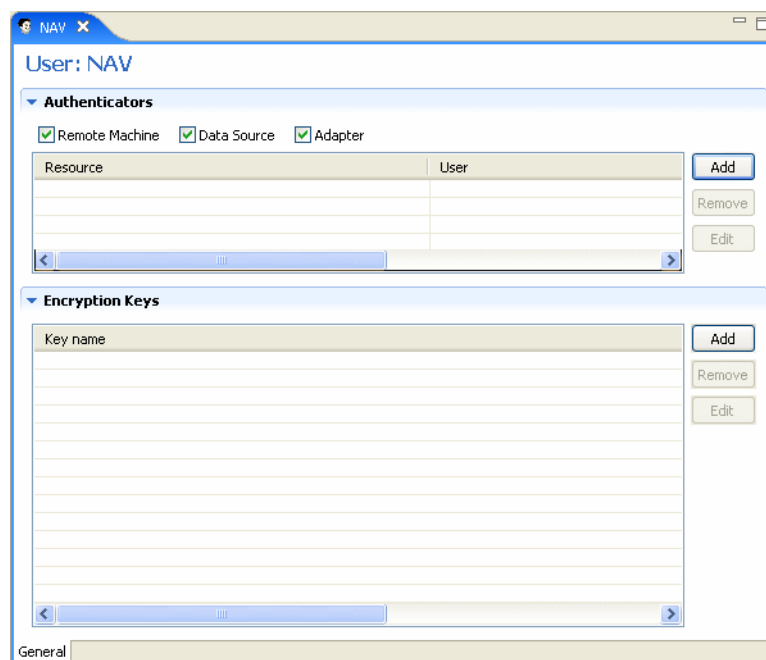 NAV
User: NAV
Authenticators
Remote Machine Data Source Adapter
Resource User
Add
Remove
Edit
Encryption Keys
Key name
Add
Remove
Edit
General